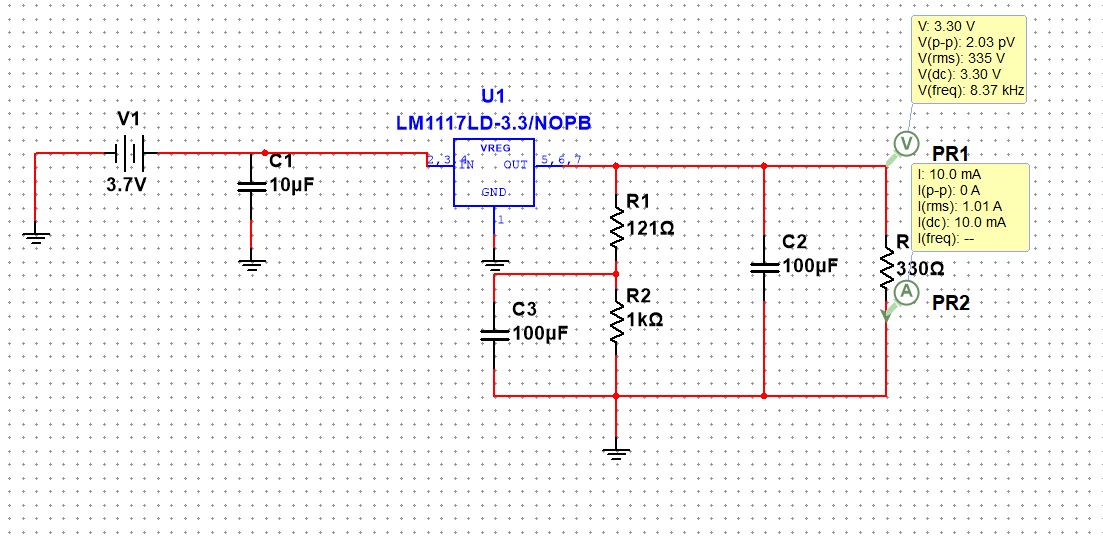 V: 3.30 V
V(p-p): 2.03 pV
V(rms): 335 V
V(dc): 3.30 V
V(freq): 8.37 kHz
U1
LM1117LD-3.3/NOPB
V1
3.7V
C1
10µF
VREG
2,3,4
IN
OUT
5,6,7
GND
1
V
PR1
I: 10.0 mA
I(p-p): 0 A
I(rms): 1.01 A
I(dc): 10.0 mA
I(freq): --
R1
121Ω
C2
100µF
R
330Ω
A
PR2
C3
100µF
R2
1kΩ